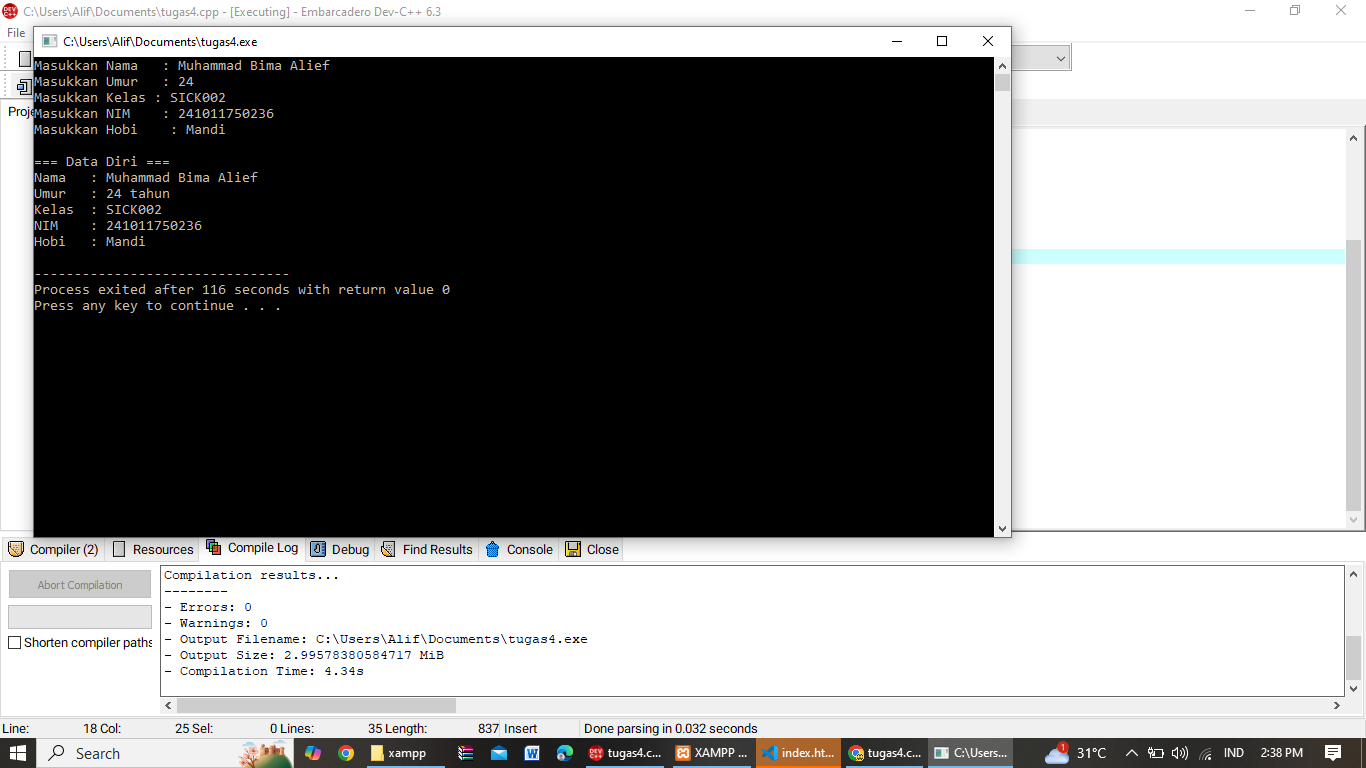 C:\Users\Alif\Documents\tugas4.cpp - [Executing] - Embarcadero Dev-C++ 6.3
File
C:\Users\Alif\Documents\tugas4.exe
Proje
Masukkan Nama   : Muhammad Bima Alief
Masukkan Umur   : 24
Masukkan Kelas : SICK002
Masukkan NIM    : 241011750236
Masukkan Hobi    : Mandi
=== Data Diri ===
Nama   : Muhammad Bima Alief
Umur   : 24 tahun
Kelas  : SICK002
NIM    : 241011750236
Hobi   : Mandi
--------------------------------
Process exited after 116 seconds with return value 0
Press any key to continue . . .
Compiler (2) Resources Compile Log Debug Find Results Console Close
Abort Compilation
Shorten compiler paths
Compilation results...
--------
- Errors: 0
- Warnings: 0
- Output Filename: C:\Users\Alif\Documents\tugas4.exe
- Output Size: 2.99578380584717 MiB
- Compilation Time: 4.34s
Line: 18 Col: 25 Sel: 0 Lines: 35 Length: 837 Insert Done parsing in 0.032 seconds
Search xampp tugas4.c... XAMPP ... index.ht... tugas4.c... C:\Users... 1 31°C IND 2:38 PM